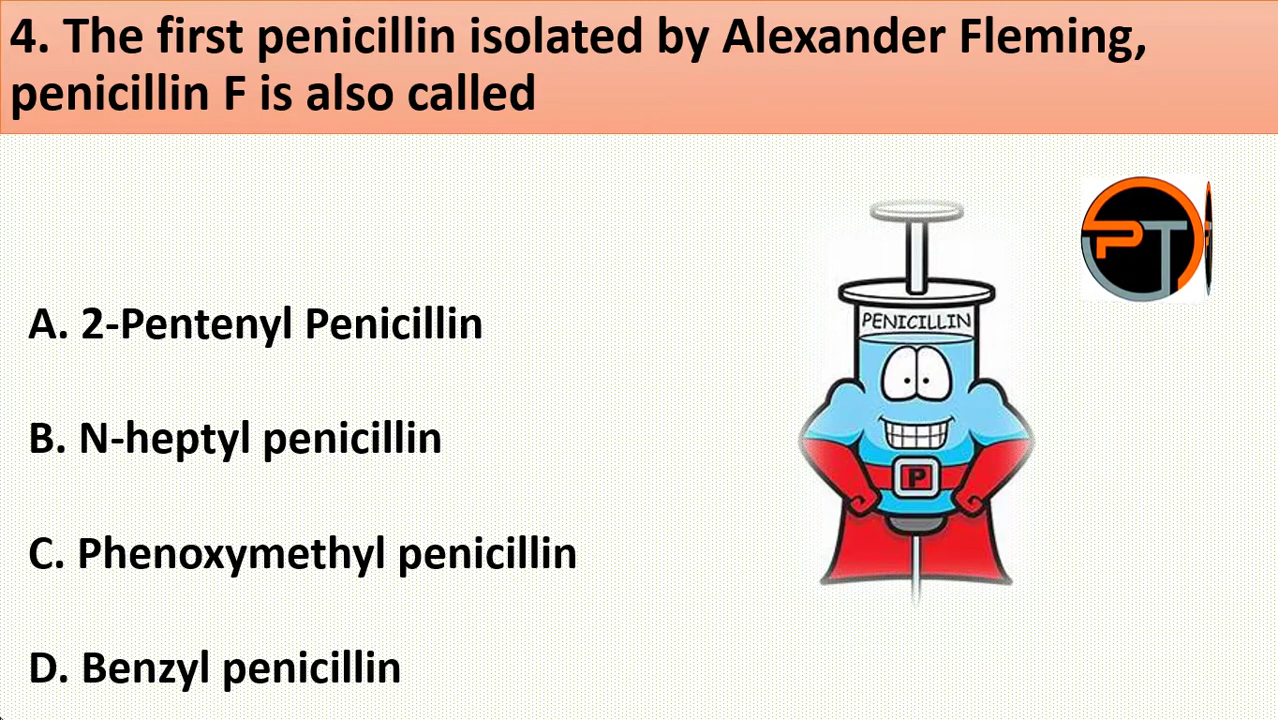 4. The first penicillin isolated by Alexander Fleming,
penicillin F is also called
PT
PENICILLIN
A. 2-Pentenyl Penicillin
B. N-heptyl penicillin
P
C. Phenoxymethyl penicillin
D. Benzyl penicillin